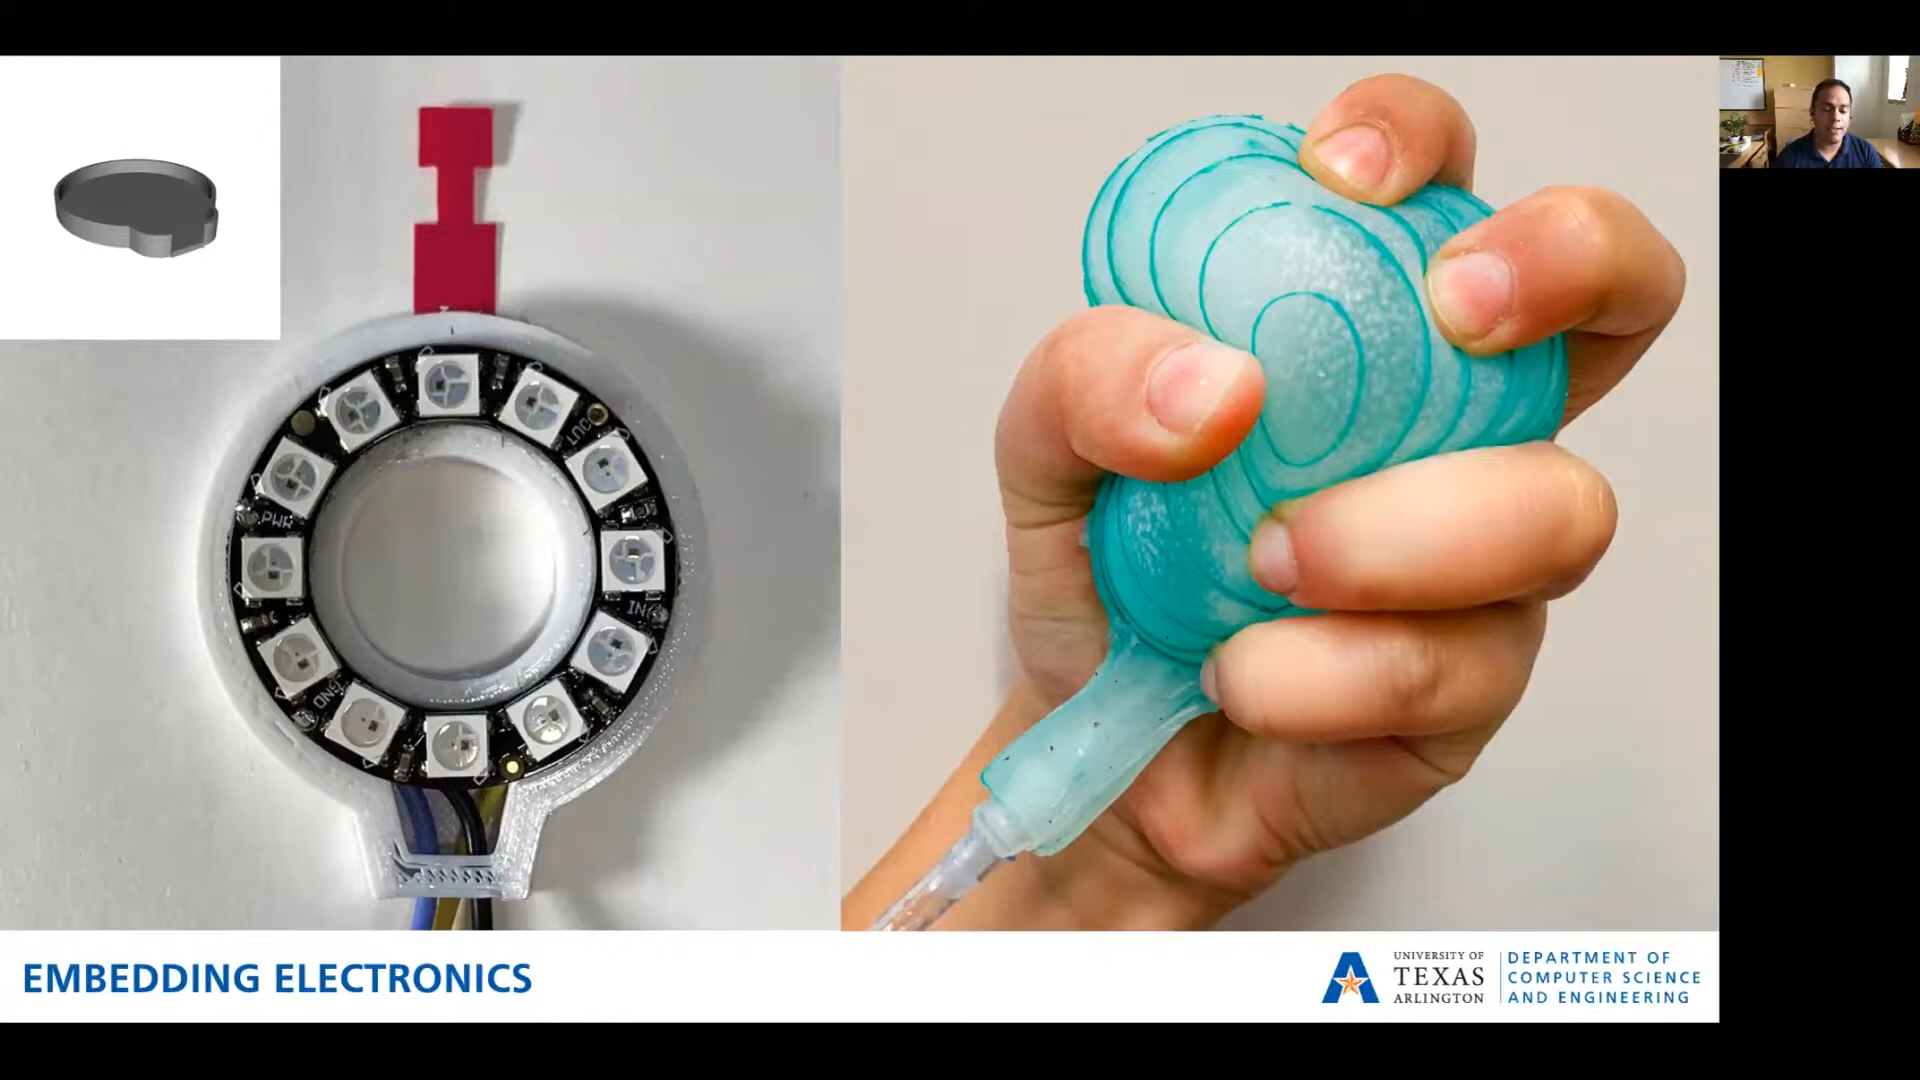 OUT
PWR
IN
GND
EMBEDDING ELECTRONICS
UNIVERSITY OF
TEXAS
ARLINGTON
DEPARTMENT OF
COMPUTER SCIENCE
AND ENGINEERING